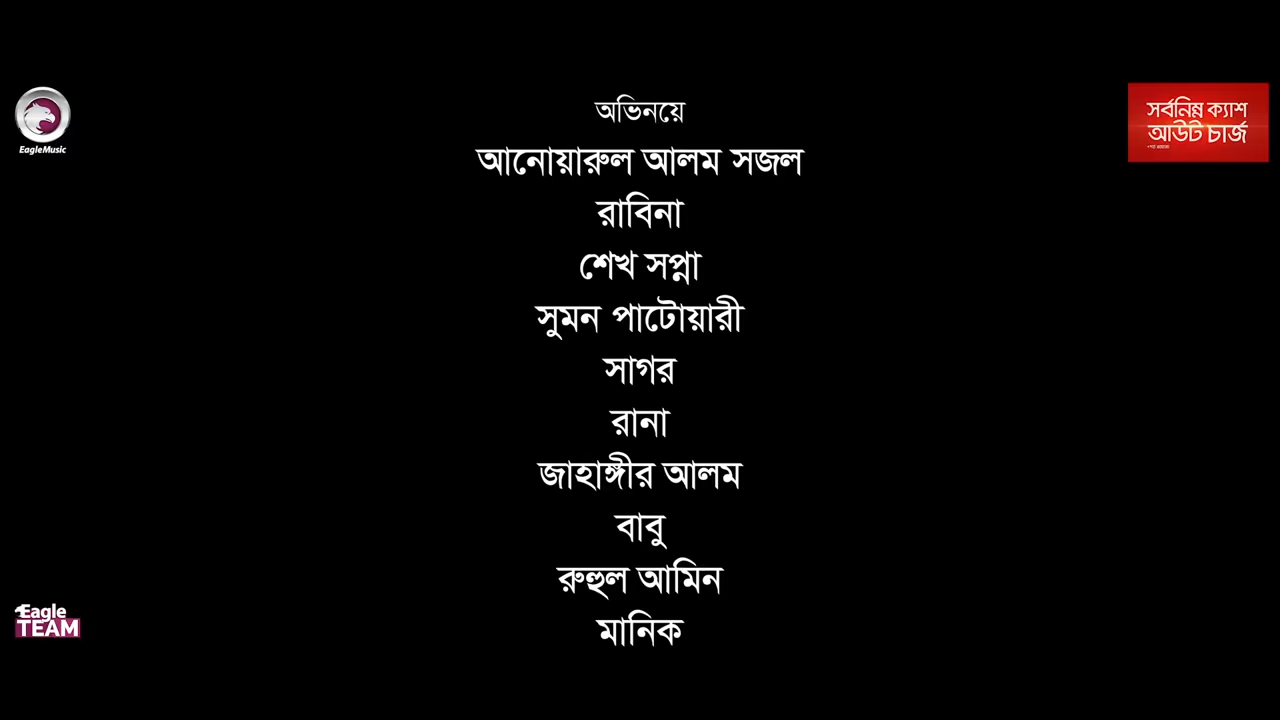 অভিনয়ে
আনোয়ারুল আলম সজল
রাবিনা
শেখ সপ্না
সুমন পাটোয়ারী
সাগর
রানা
জাহাঙ্গীর আলম
বাবু
রুহুল আমিন
মানিক
EagleMusic
সর্বনিম্ন ক্যাশ
আউট চার্জ
Eagle
TEAM